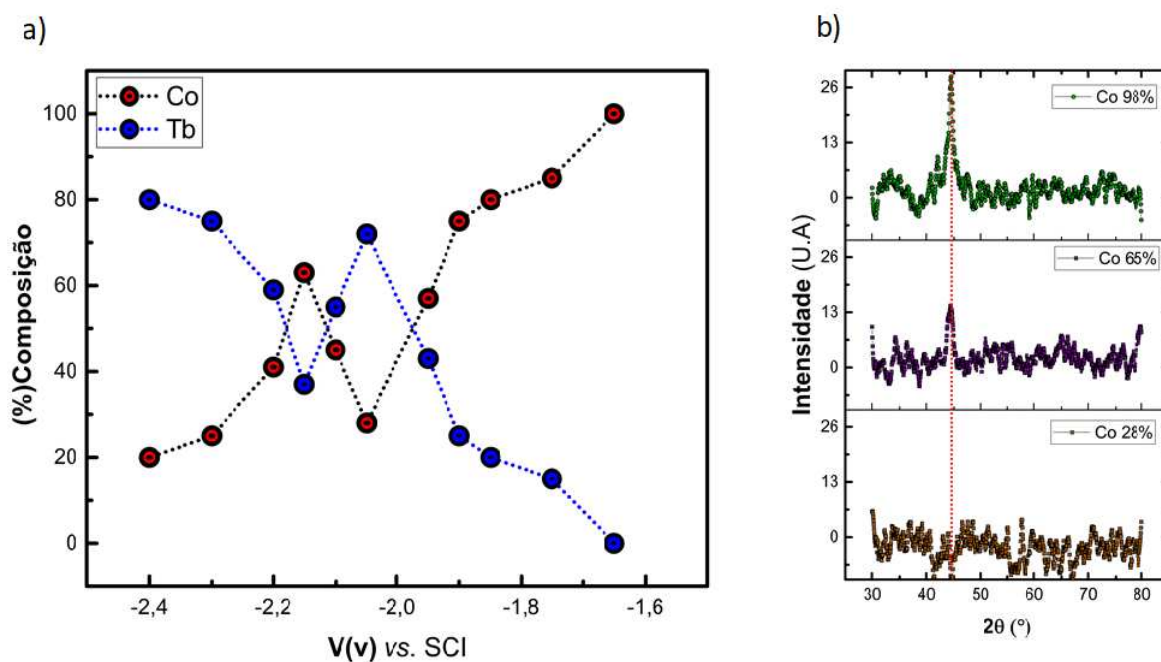 a)
Co
Tb
100
80
60
40
20
0
(%)Composição
-2,4
-2,2
-2,0
-1,8
-1,6
V(v) vs. SCI
b)
26
13
0
Co 98%
26
13
0
Co 65%
26
13
0
Co 28%
Intensidade (U.A)
30
40
50
60
70
80
2θ (°)